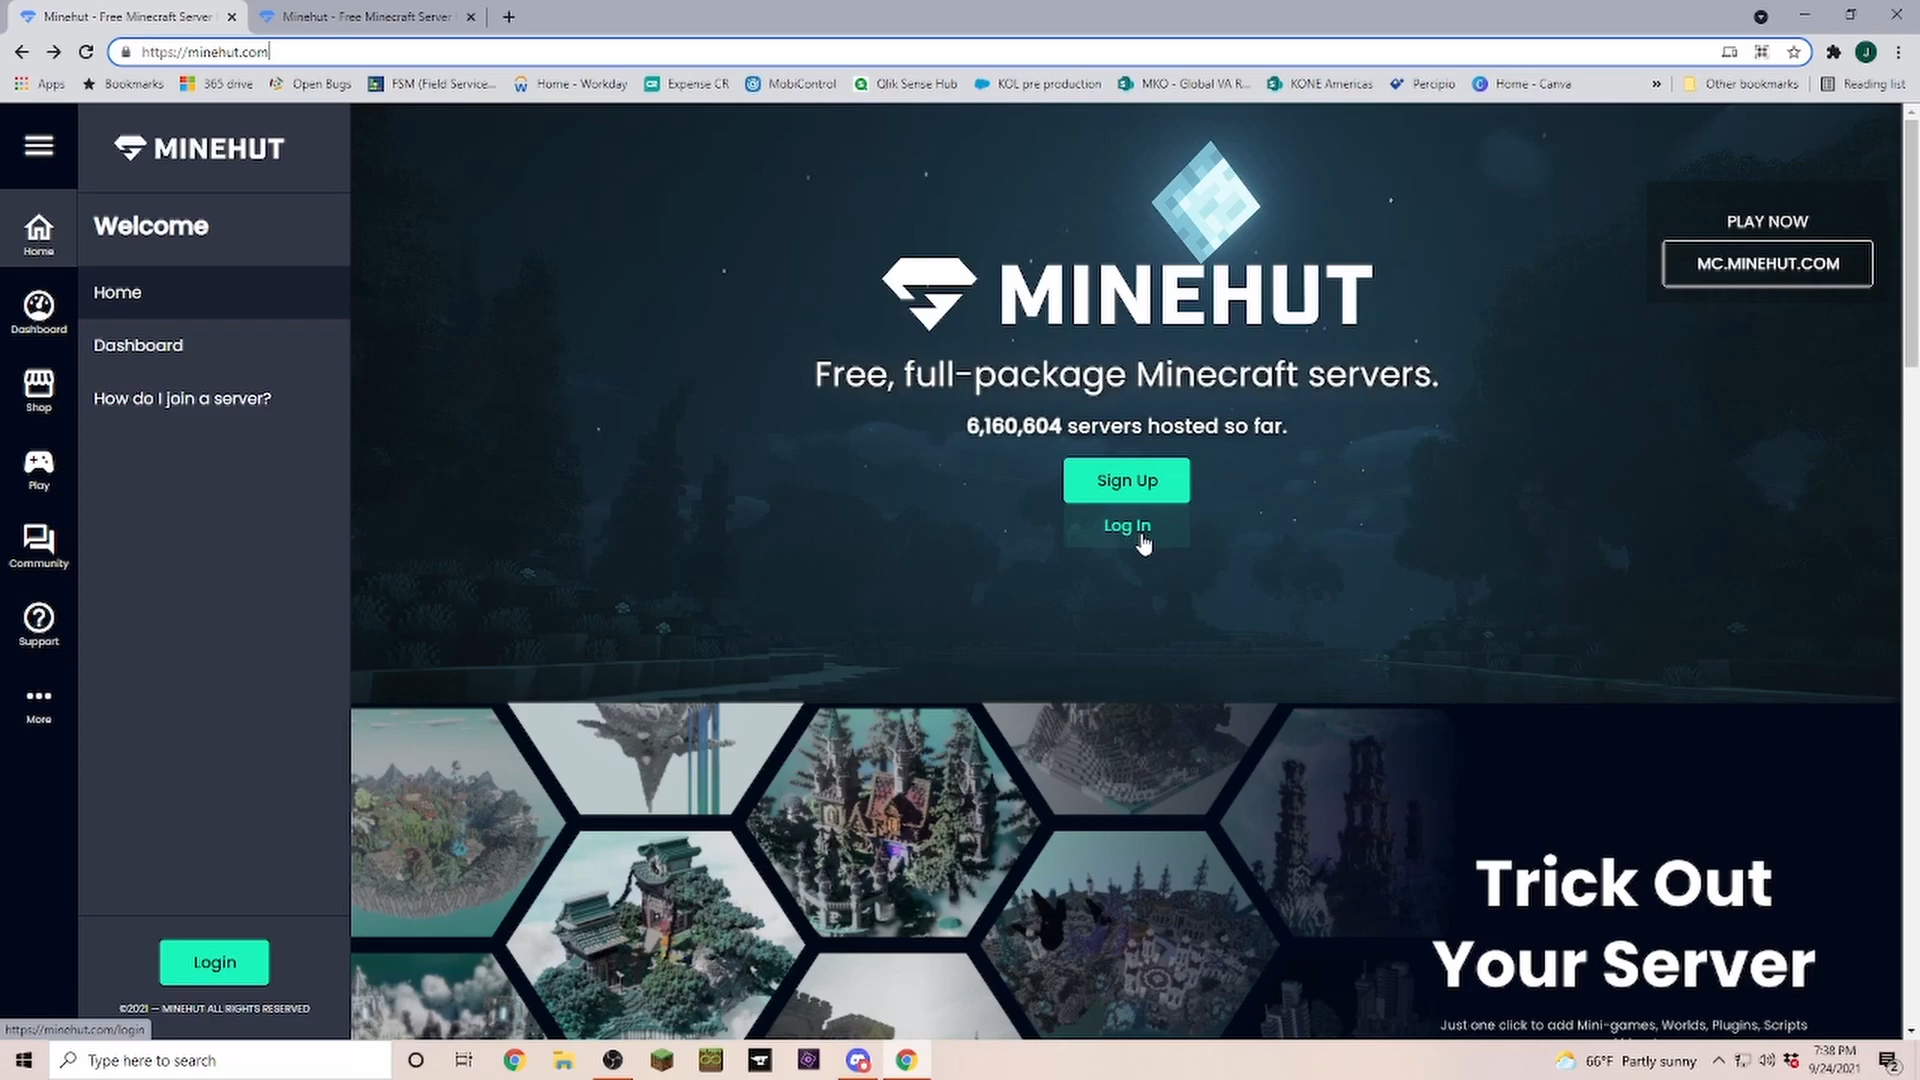 Minehut - Free Minecraft Server
Minehut - Free Minecraft Server
https://minehut.com
J
Apps
Bookmarks
365 drive
Open Bugs
FSM (Field Service...
Home - Workday
Expense CR
MobiControl
Qlik Sense Hub
KOL pre production
MKO - Global VA R...
KONE Americas
Percipio
Home - Canva
»
Other bookmarks
Reading list
MINEHUT
Welcome
Home
Dashboard
How do I join a server?
Home
Dashboard
Shop
Play
Community
Support
More
Login
©2021 — MINEHUT ALL RIGHTS RESERVED
https://minehut.com/login
MINEHUT
Free, full-package Minecraft servers.
6,160,604 servers hosted so far.
Sign Up
Log In
PLAY NOW
MC.MINEHUT.COM
Trick Out
Your Server
Just one click to add Mini-games, Worlds, Plugins, Scripts
Type here to search
66°F Partly sunny
7:38 PM
9/24/2021
2